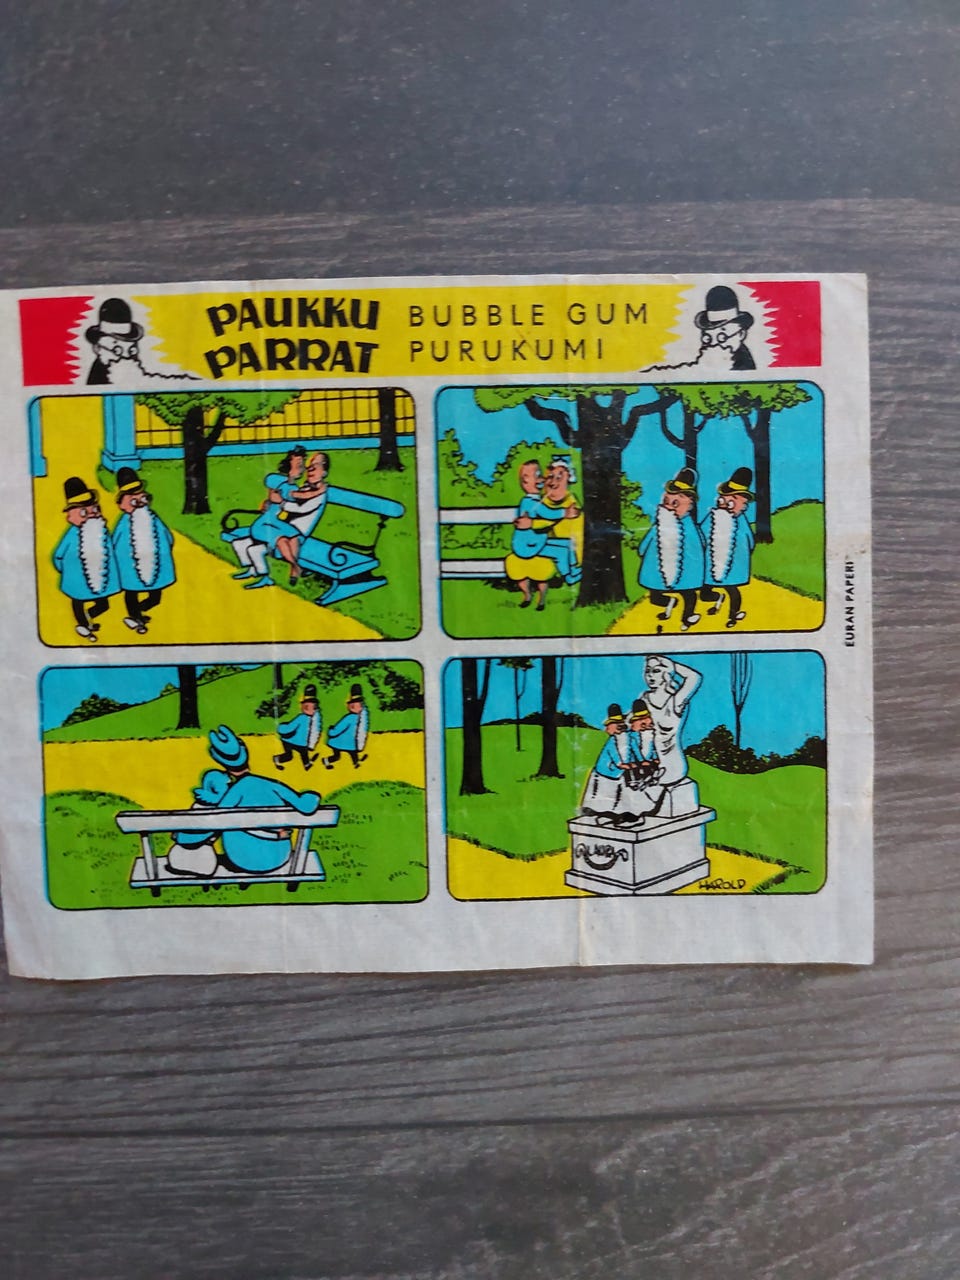 PAUKKU
PARRAT
BUBBLE GUM
PURUKUMI
EURAN PAPERI
HAROLD